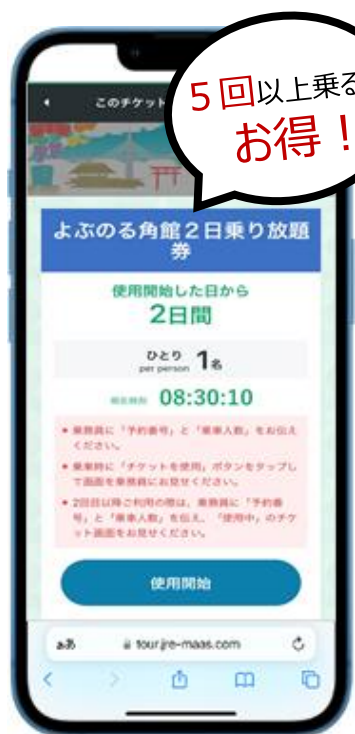 5回以上乗る
お得!
このチケット
よぶのる角館2日乗り放題
券
使用開始した日から
2日間
ひとり 1名
per person
08:30:10
• 乗務員に「予約番号」と「乗車人数」をお伝え
ください。
• 乗車時に「チケットを使用」ボタンをタップし
て画面を乗務員にお見せください。
• 2回目以降ご利用の際は、乗務員に「予約番
号」と「乗車人数」を伝え、「使用中」のチケ
ット画面をお見せください。
使用開始
ぁあ tour.jre-maas.com